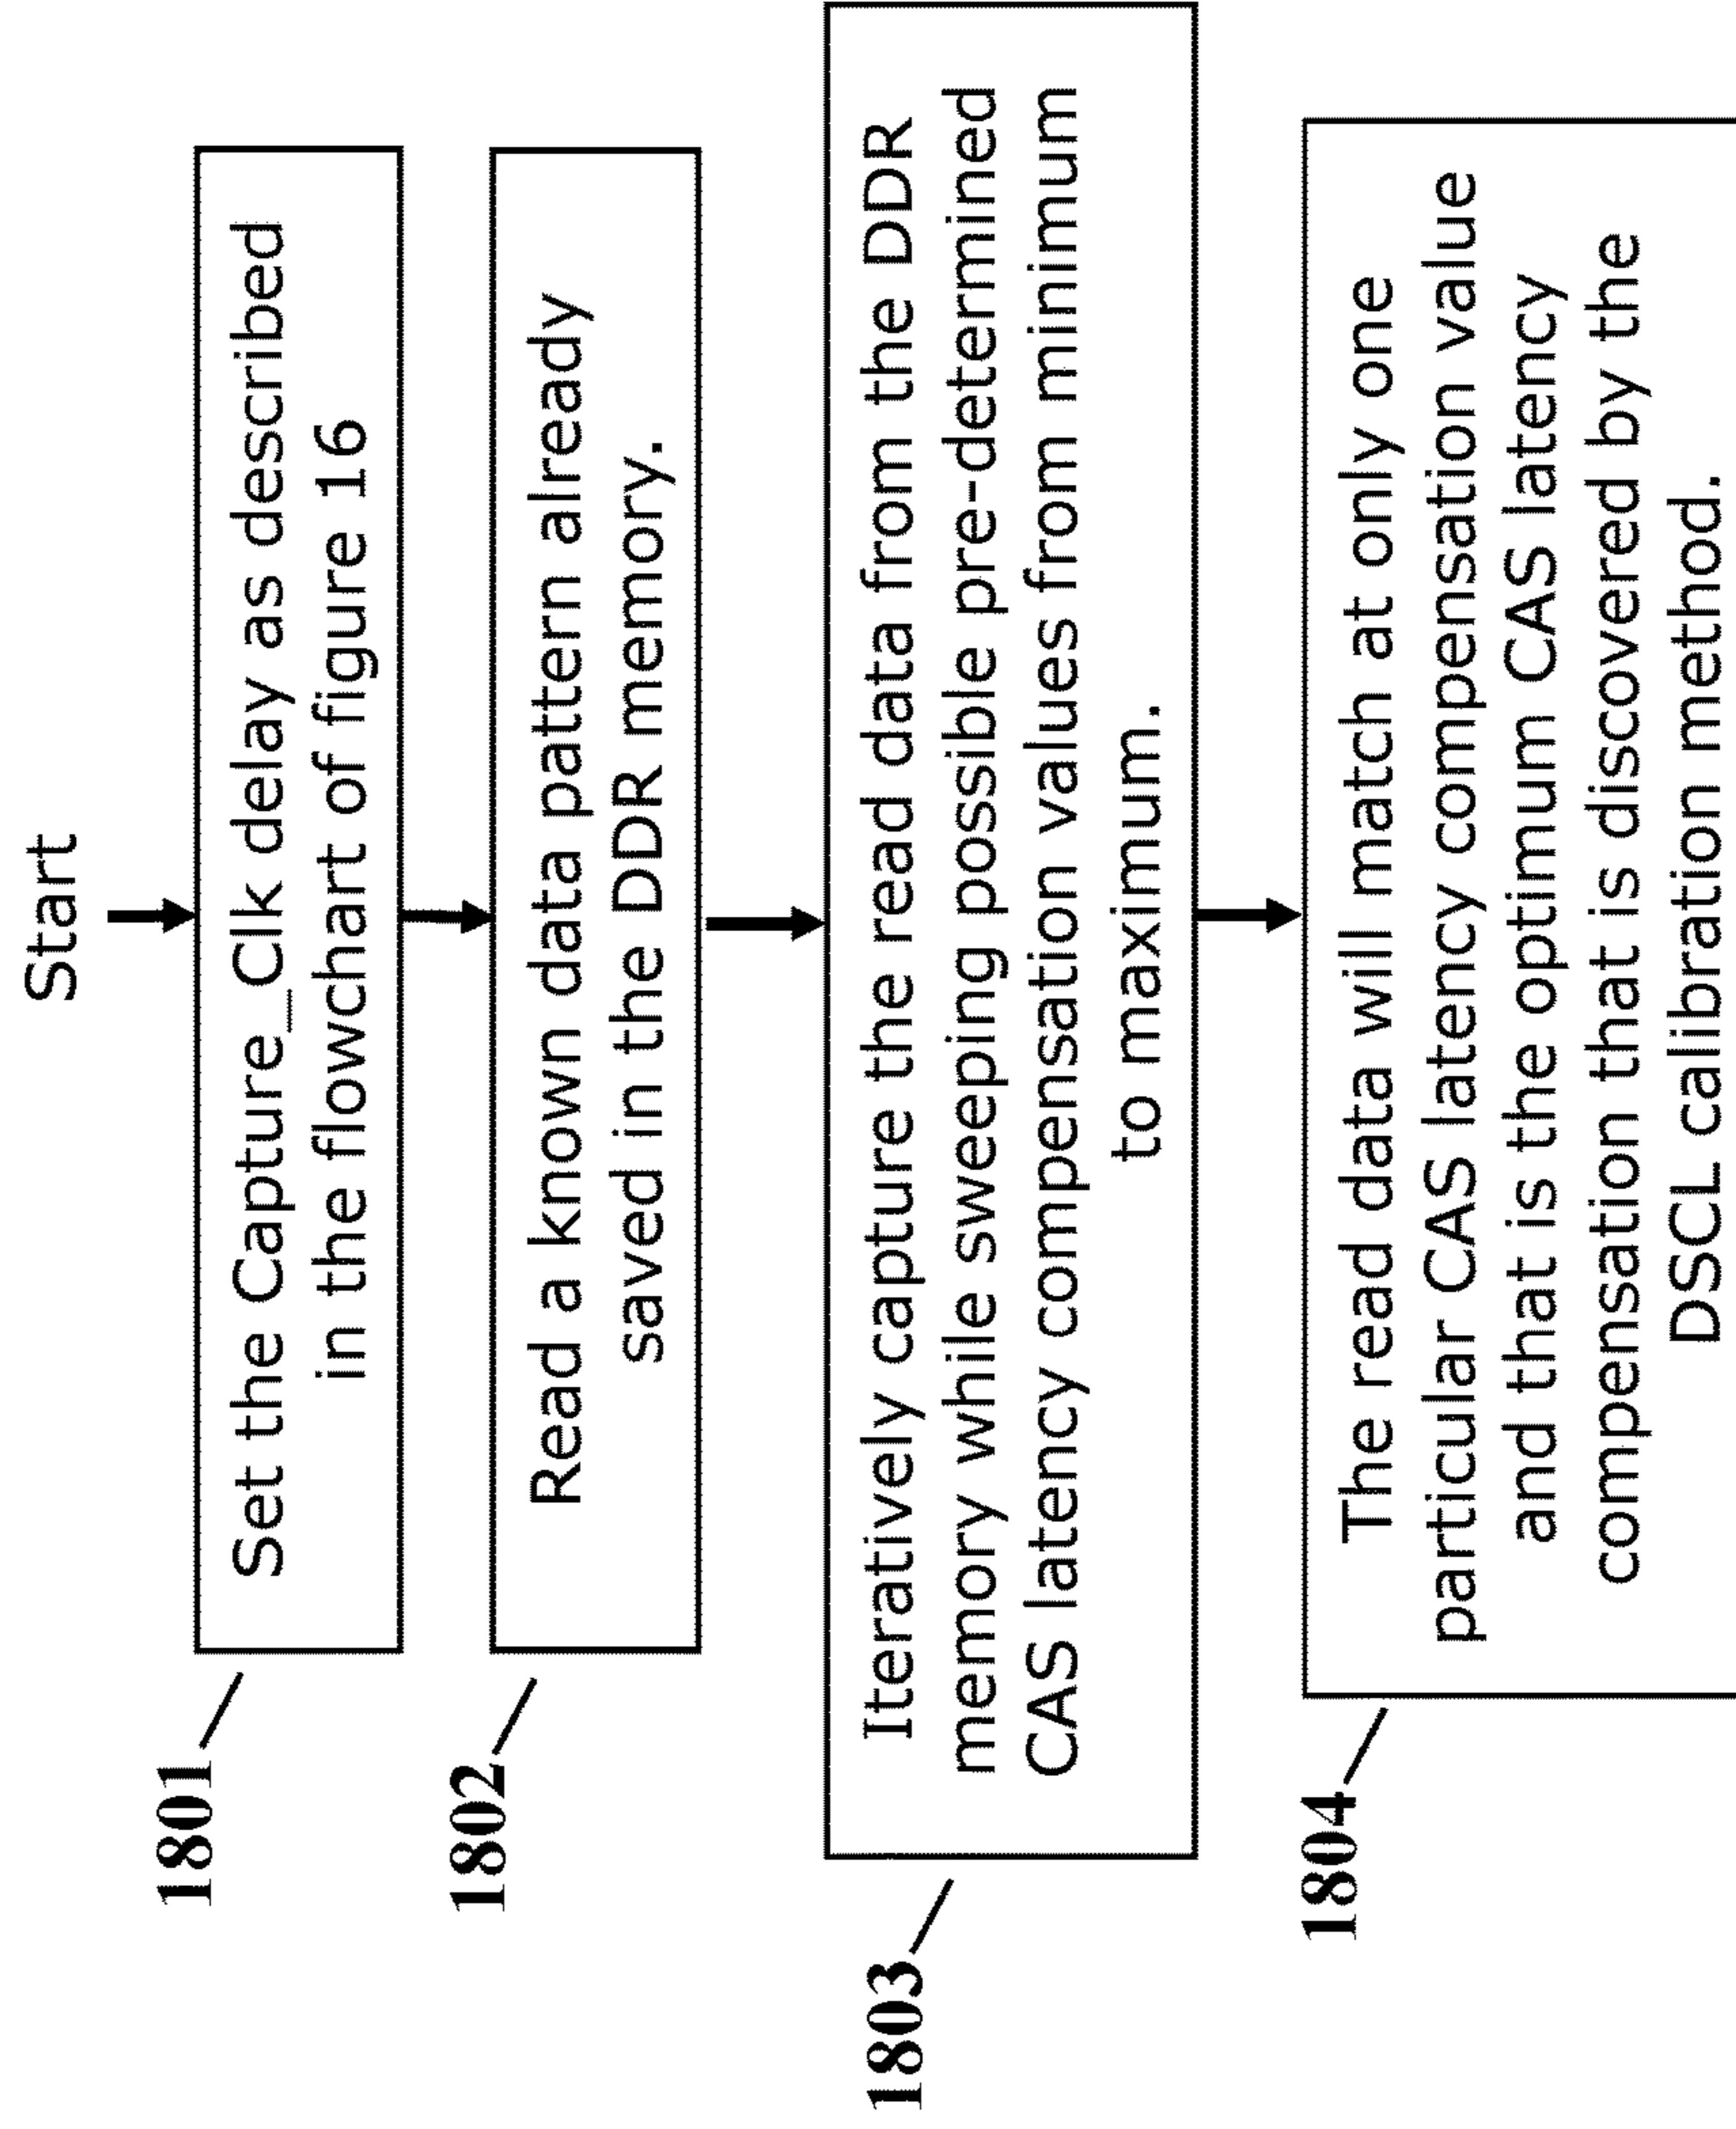 Start
1801
Set the Capture_Clk delay as described
in the flowchart of figure 16
1802
Read a known data pattern already
saved in the DDR memory.
1803
Iteratively capture the read data from the DDR
memory while sweeping possible pre-determined
CAS latency compensation values from minimum
to maximum.
1804
The read data will match at only one
particular CAS latency compensation value
and that is the optimum CAS latency
compensation that is discovered by the
DSCL calibration method.